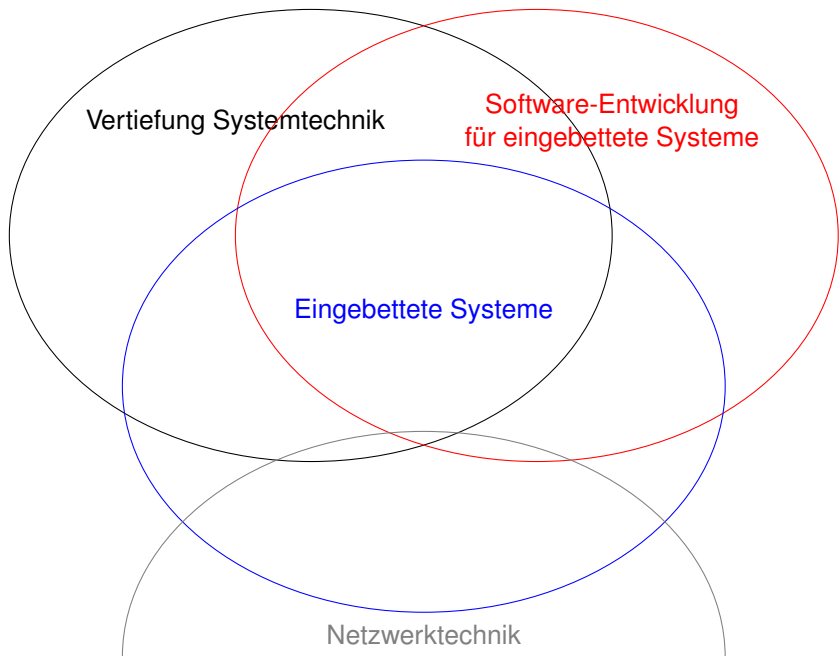 Vertiefung Systemtechnik
Software-Entwicklung
für eingebettete Systeme
Eingebettete Systeme
Netzwerktechnik